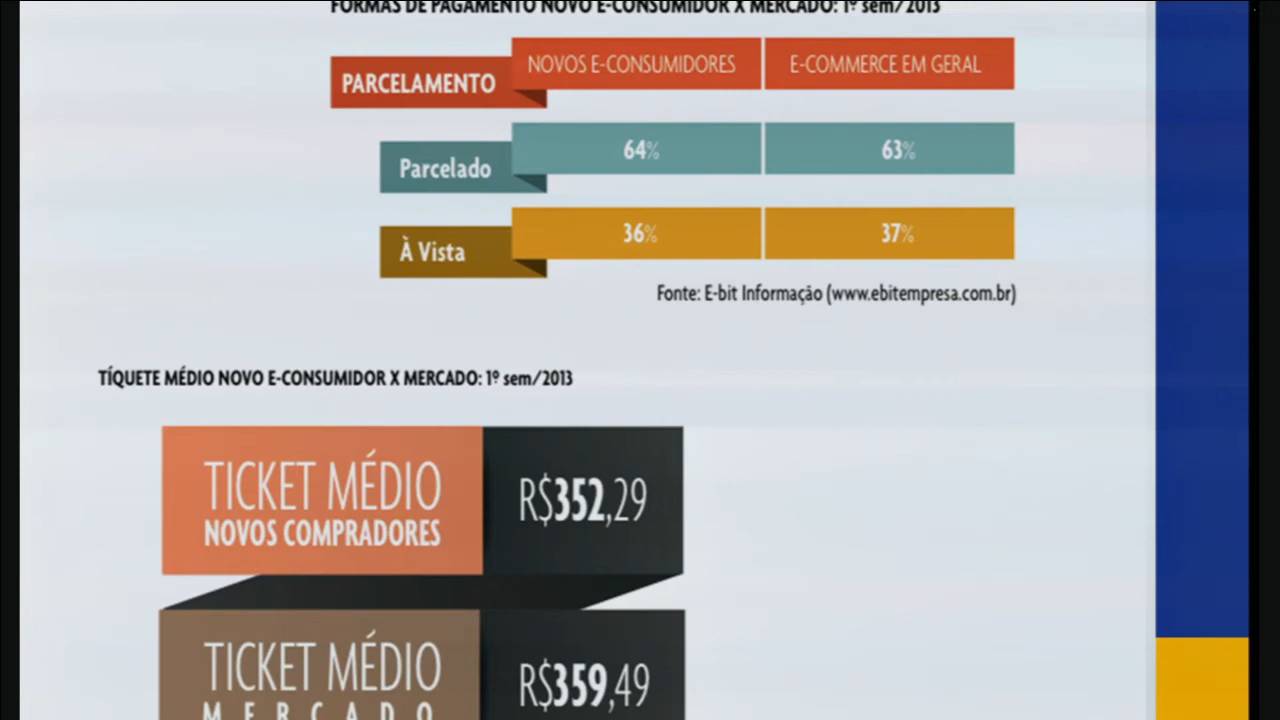 FORMAS DE PAGAMENTO NOVO E-CONSUMIDOR X MERCADO: 1º sem/2013
PARCELAMENTO NOVOS E-CONSUMIDORES E-COMMERCE EM GERAL
Parcelado 64% 63%
À Vista 36% 37%
Fonte: E-bit Informação (www.ebitempresa.com.br)
TÍQUETE MÉDIO NOVO E-CONSUMIDOR X MERCADO: 1º sem/2013
TICKET MÉDIO
NOVOS COMPRADORES
R$352,29
TICKET MÉDIO
MERCADO
R$359,49